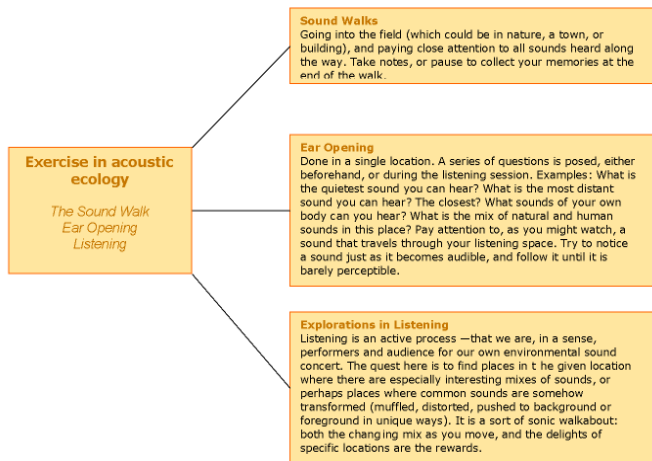 Exercise in acoustic
ecology
The Sound Walk
Ear Opening
Listening
Sound Walks
Going into the field (which could be in nature, a town, or
building), and paying close attention to all sounds heard along
the way. Take notes, or pause to collect your memories at the
end of the walk.
Ear Opening
Done in a single location. A series of questions is posed, either
beforehand, or during the listening session. Examples: What is
the quietest sound you can hear? What is the most distant
sound you can hear? The closest? What sounds of your own
body can you hear? What is the mix of natural and human
sounds in this place? Pay attention to, as you might watch, a
sound that travels through your listening space. Try to notice
a sound just as it becomes audible, and follow it until it is
barely perceptible.
Explorations in Listening
Listening is an active process —that we are, in a sense,
performers and audience for our own environmental sound
concert. The quest here is to find places in t he given location
where there are especially interesting mixes of sounds, or
perhaps places where common sounds are somehow
transformed (muffled, distorted, pushed to background or
foreground in unique ways). It is a sort of sonic walkabout:
both the changing mix as you move, and the delights of
specific locations are the rewards.